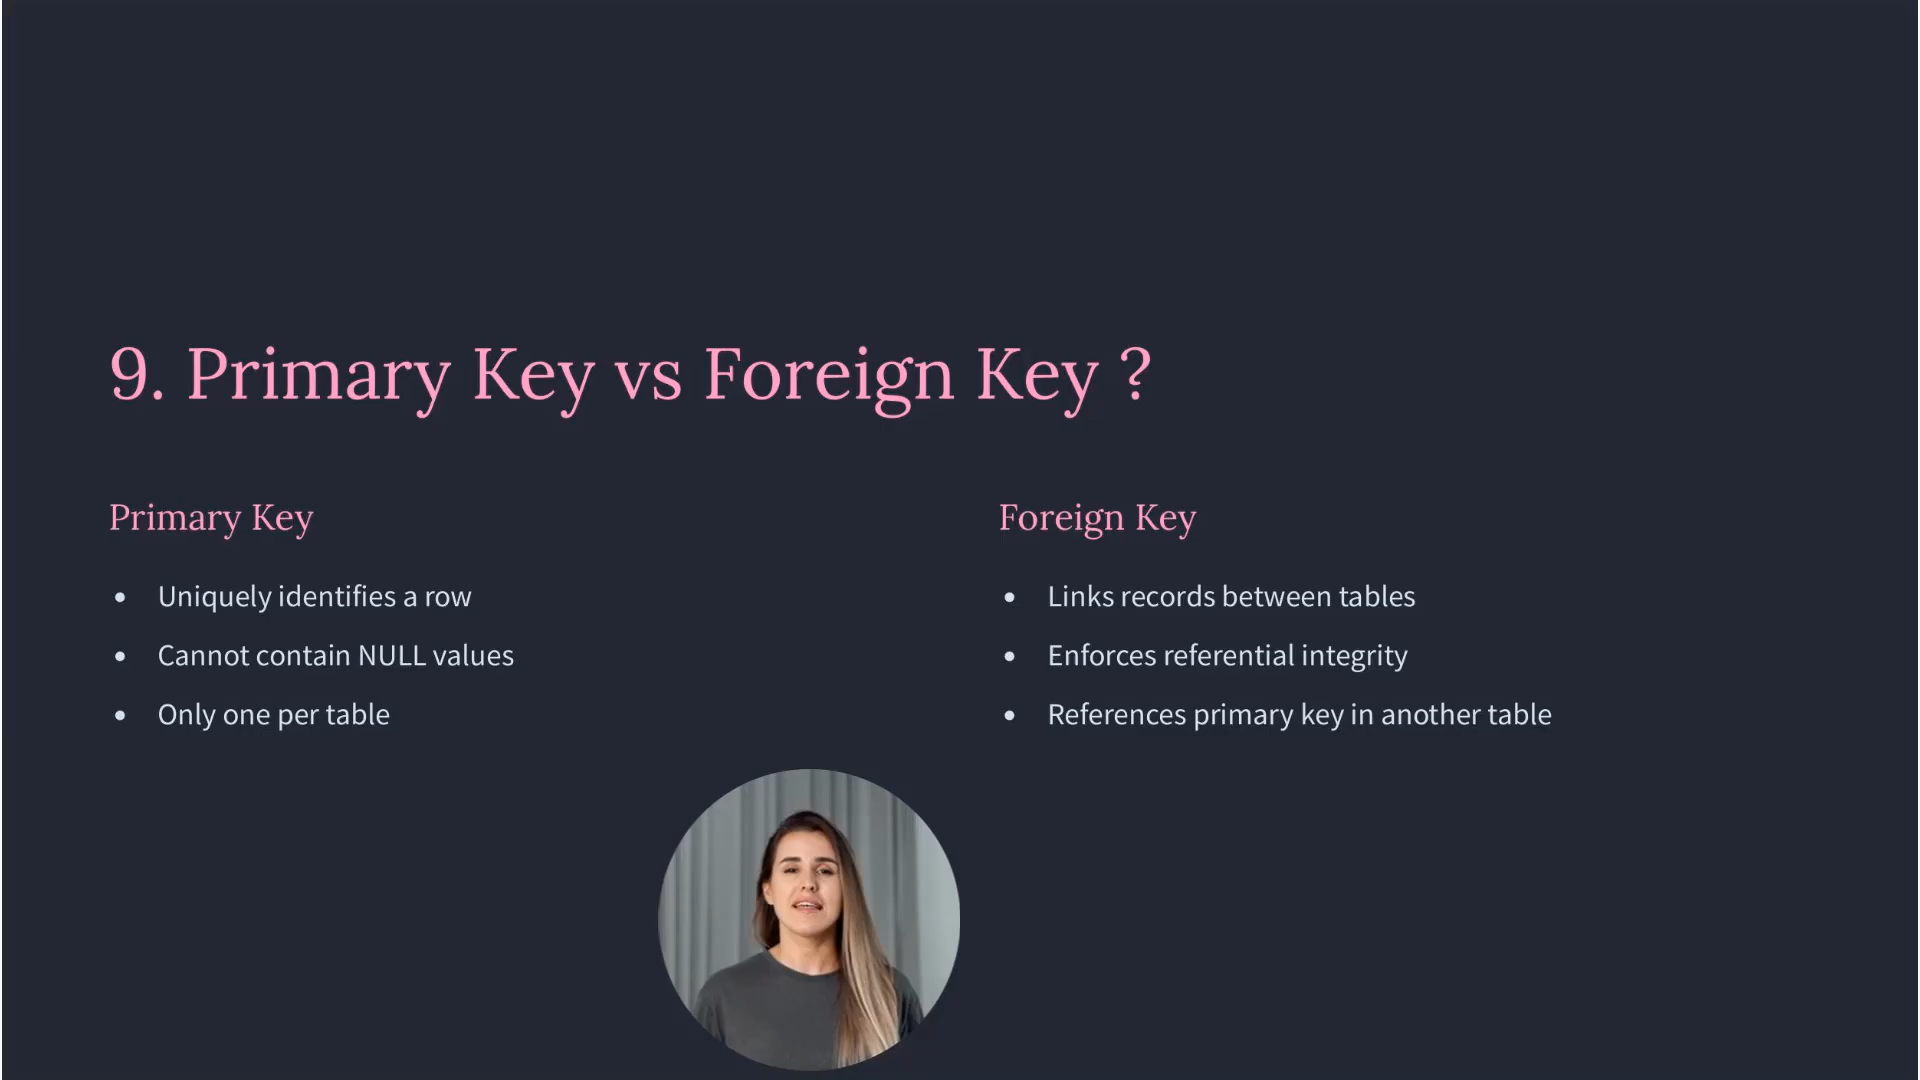 9. Primary Key vs Foreign Key ?
Primary Key
• Uniquely identifies a row
• Cannot contain NULL values
• Only one per table
Foreign Key
• Links records between tables
• Enforces referential integrity
• References primary key in another table